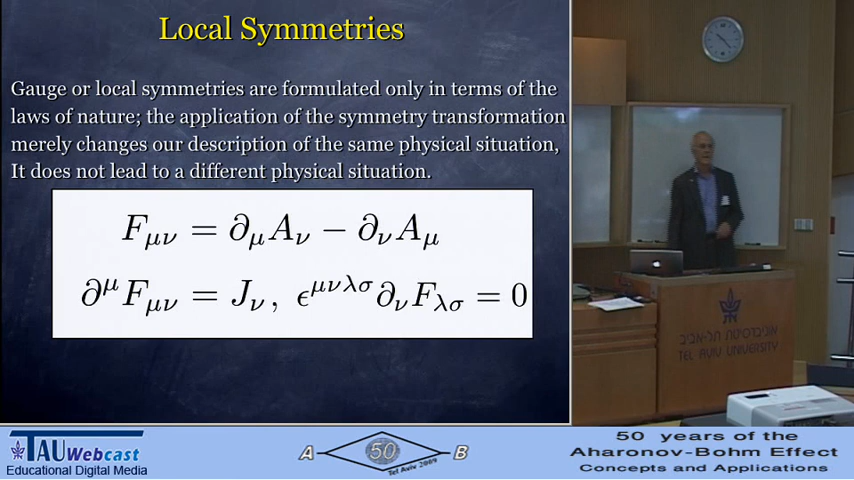 Local Symmetries
Gauge or local symmetries are formulated only in terms of the
laws of nature; the application of the symmetry transformation
merely changes our description of the same physical situation,
It does not lead to a different physical situation.
F_{μν} = ∂_μ A_ν − ∂_ν A_μ
∂^μ F_{μν} = J_ν , ϵ^{μνλσ} ∂_ν F_{λσ} = 0
אוניברסיטת תל-אביב
TEL AVIV UNIVERSITY
TAU Webcast
Educational Digital Media
A 50 B
Tel Aviv 2009
50 years of the
Aharonov-Bohm Effect
Concepts and Applications